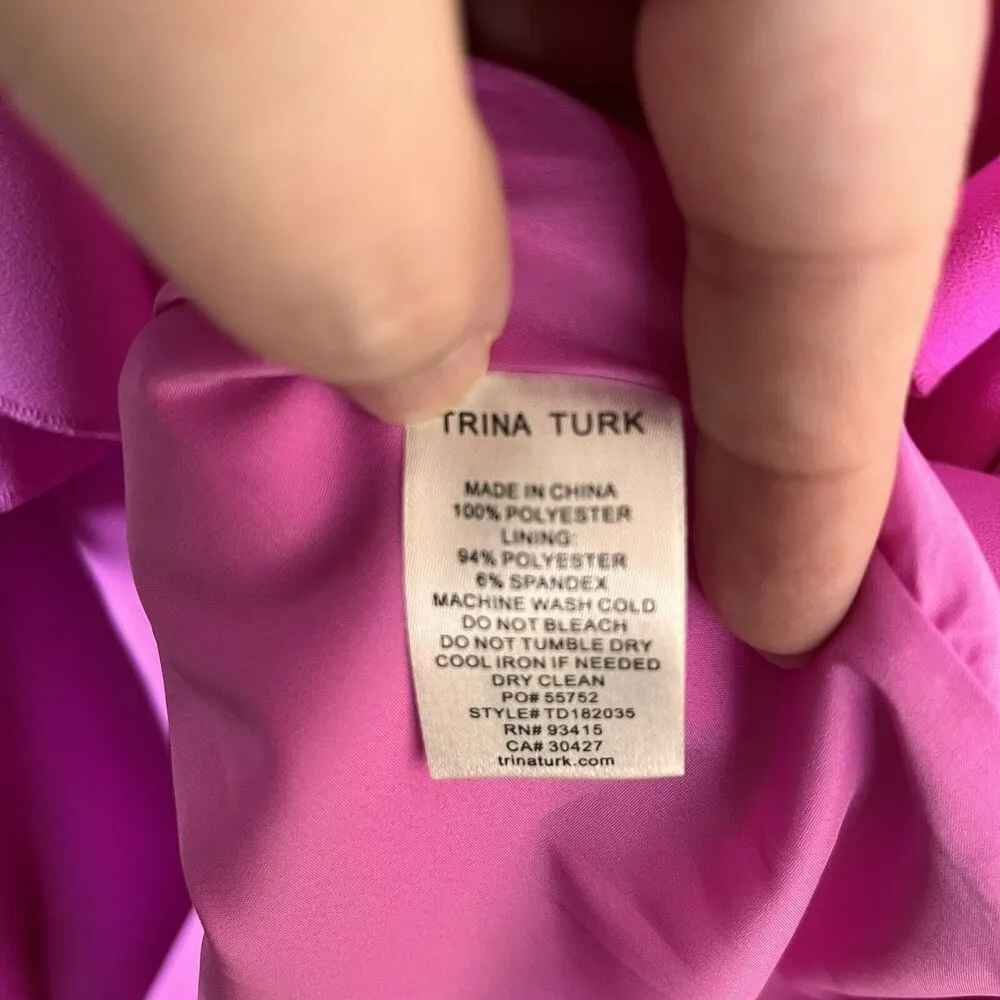 TRINA TURK
MADE IN CHINA
100% POLYESTER
LINING:
94% POLYESTER
6% SPANDEX
MACHINE WASH COLD
DO NOT BLEACH
DO NOT TUMBLE DRY
COOL IRON IF NEEDED
DRY CLEAN
PO# 55752
STYLE# TD182035
RN# 93415
CA# 30427
trinaturk.com